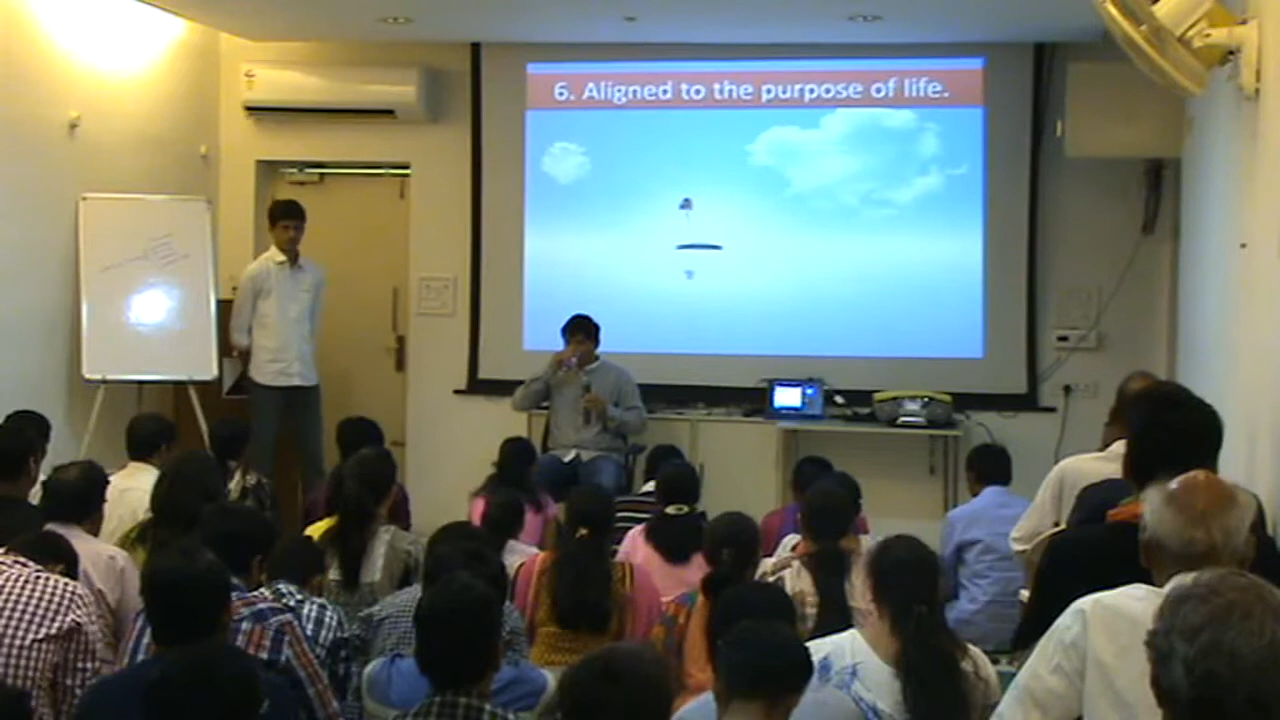 6. Aligned to the purpose of life.